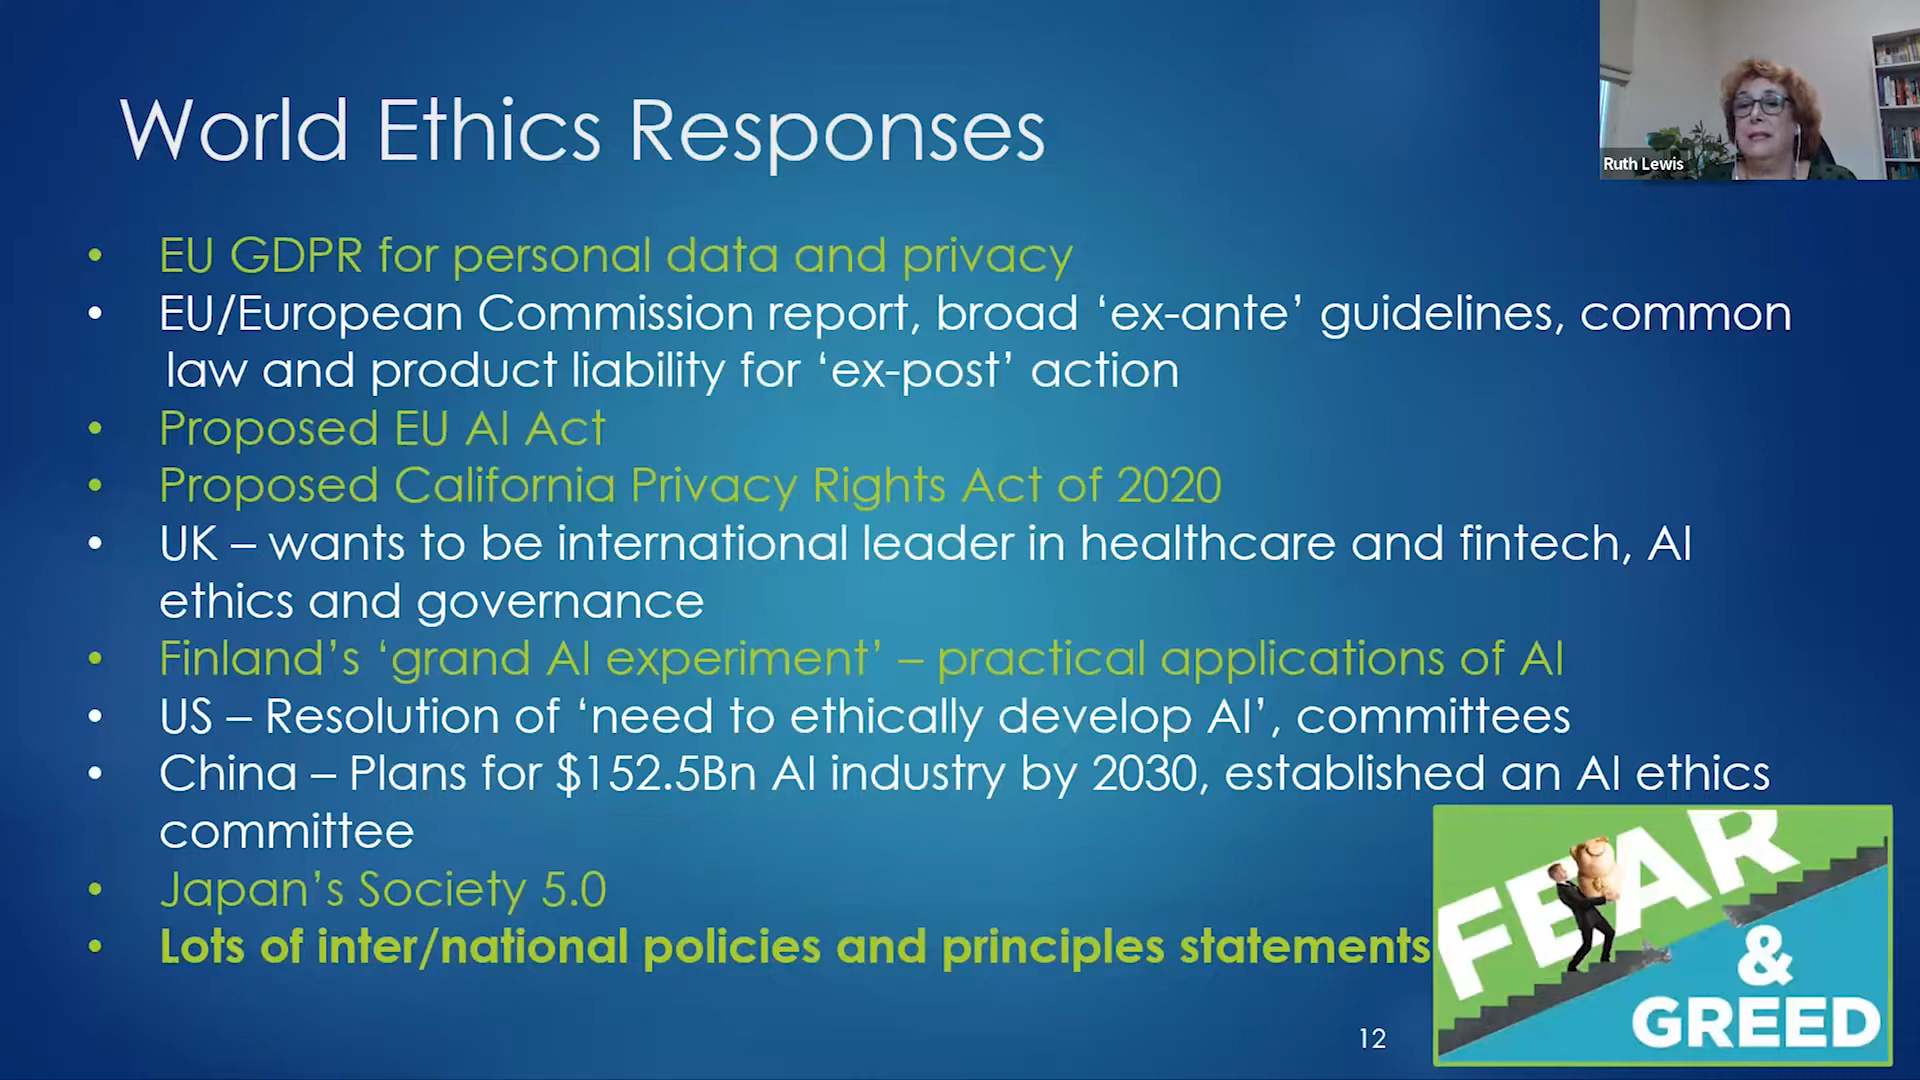 World Ethics Responses
Ruth Lewis
• EU GDPR for personal data and privacy
• EU/European Commission report, broad ‘ex-ante’ guidelines, common
law and product liability for ‘ex-post’ action
• Proposed EU AI Act
• Proposed California Privacy Rights Act of 2020
• UK – wants to be international leader in healthcare and fintech, AI
ethics and governance
• Finland’s ‘grand AI experiment’ – practical applications of AI
• US – Resolution of ‘need to ethically develop AI’, committees
• China – Plans for $152.5Bn AI industry by 2030, established an AI ethics
committee
• Japan’s Society 5.0
• Lots of inter/national policies and principles statements
FEAR
&
GREED
12